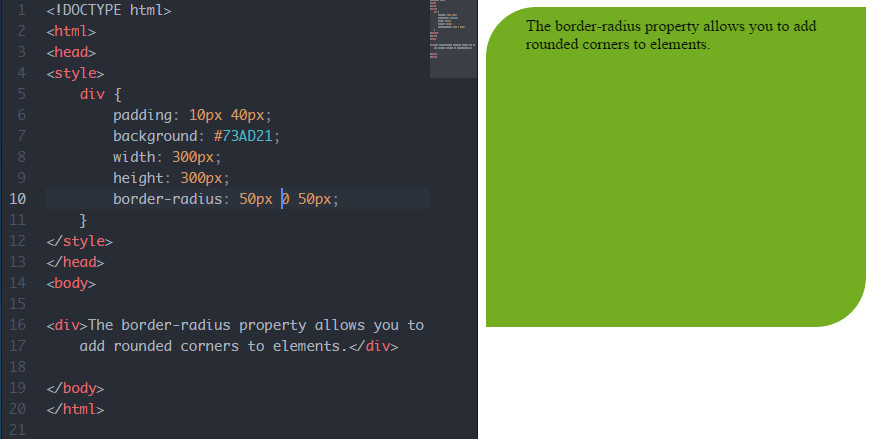 1 <!DOCTYPE html>
2 <html>
3 <head>
4 <style>
5 div {
6 padding: 10px 40px;
7 background: #73AD21;
8 width: 300px;
9 height: 300px;
10 border-radius: 50px 0 50px;
11 }
12 </style>
13 </head>
14 <body>
15
16 <div>The border-radius property allows you to
17 add rounded corners to elements.</div>
18
19 </body>
20 </html>
21
The border-radius property allows you to add
rounded corners to elements.